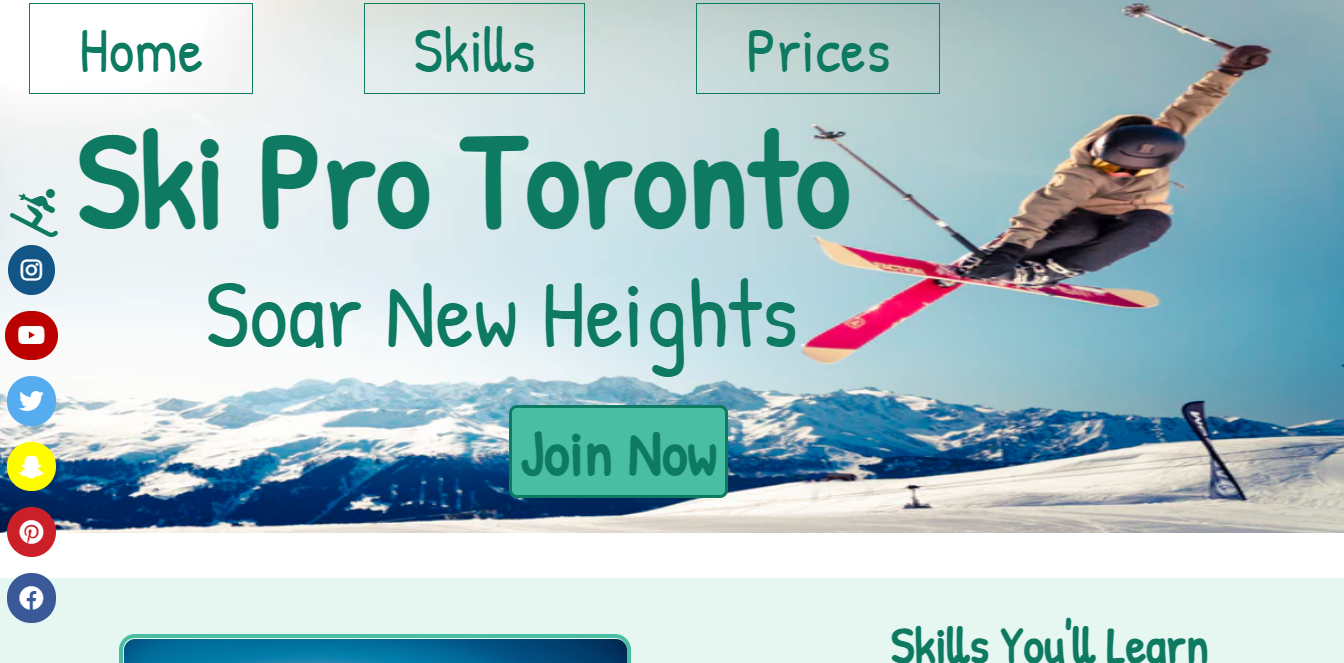 Home Skills Prices
Ski Pro Toronto
Soar New Heights
Join Now
Skills You'll Learn